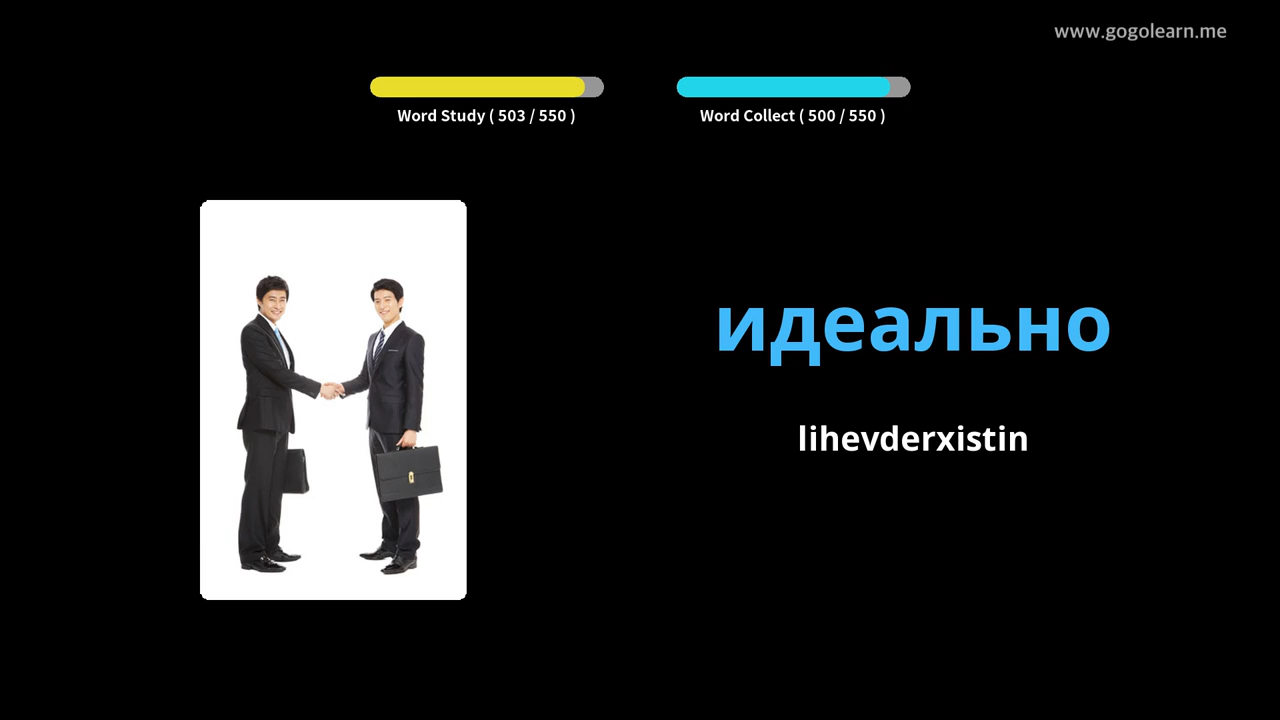 www.gogolearn.me
Word Study ( 503 / 550 )
Word Collect ( 500 / 550 )
идеально
lihevderxistin